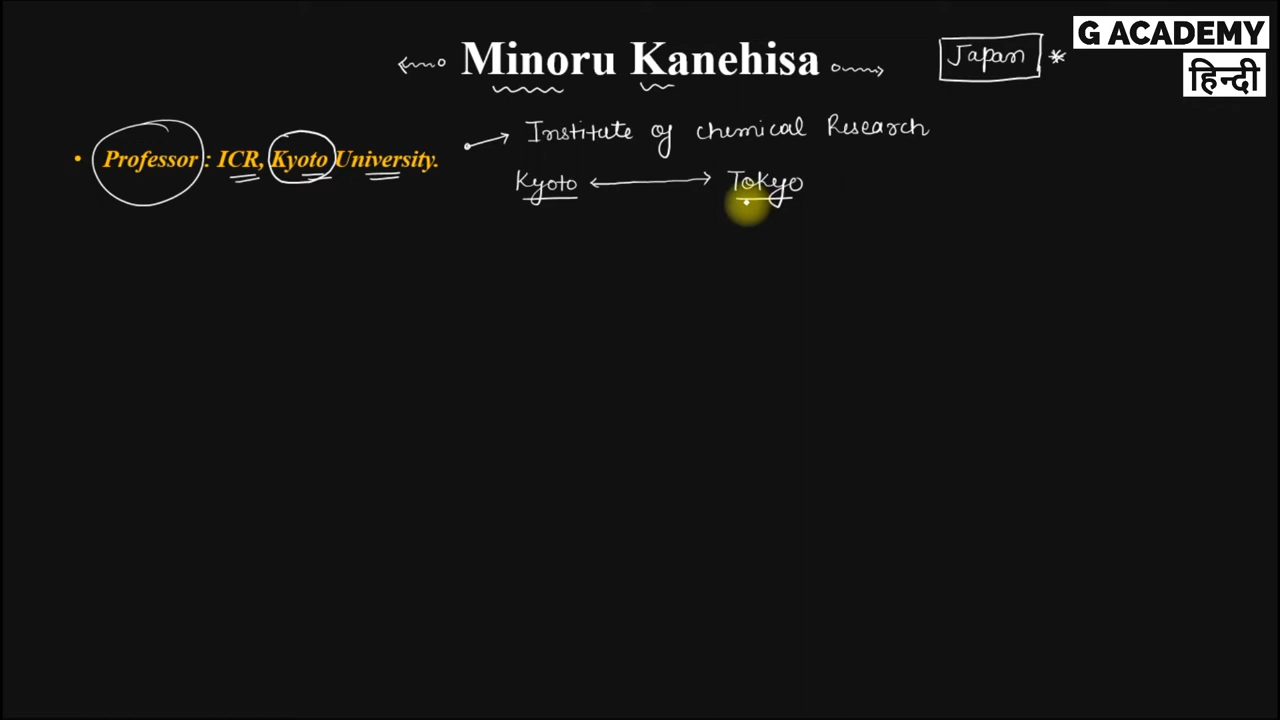 Minoru Kanehisa
Japan *
G ACADEMY
हिन्दी
Institute of chemical Research
• Professor : ICR, Kyoto University.
Kyoto ↔ Tokyo